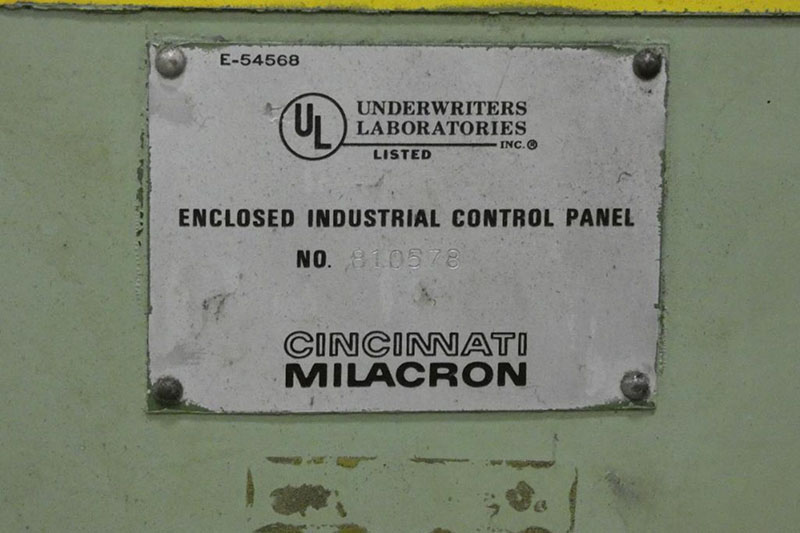 E-54568
UL
UNDERWRITERS
LABORATORIES
INC.®
LISTED
ENCLOSED INDUSTRIAL CONTROL PANEL
NO. 810578
CINCINNATI
MILACRON